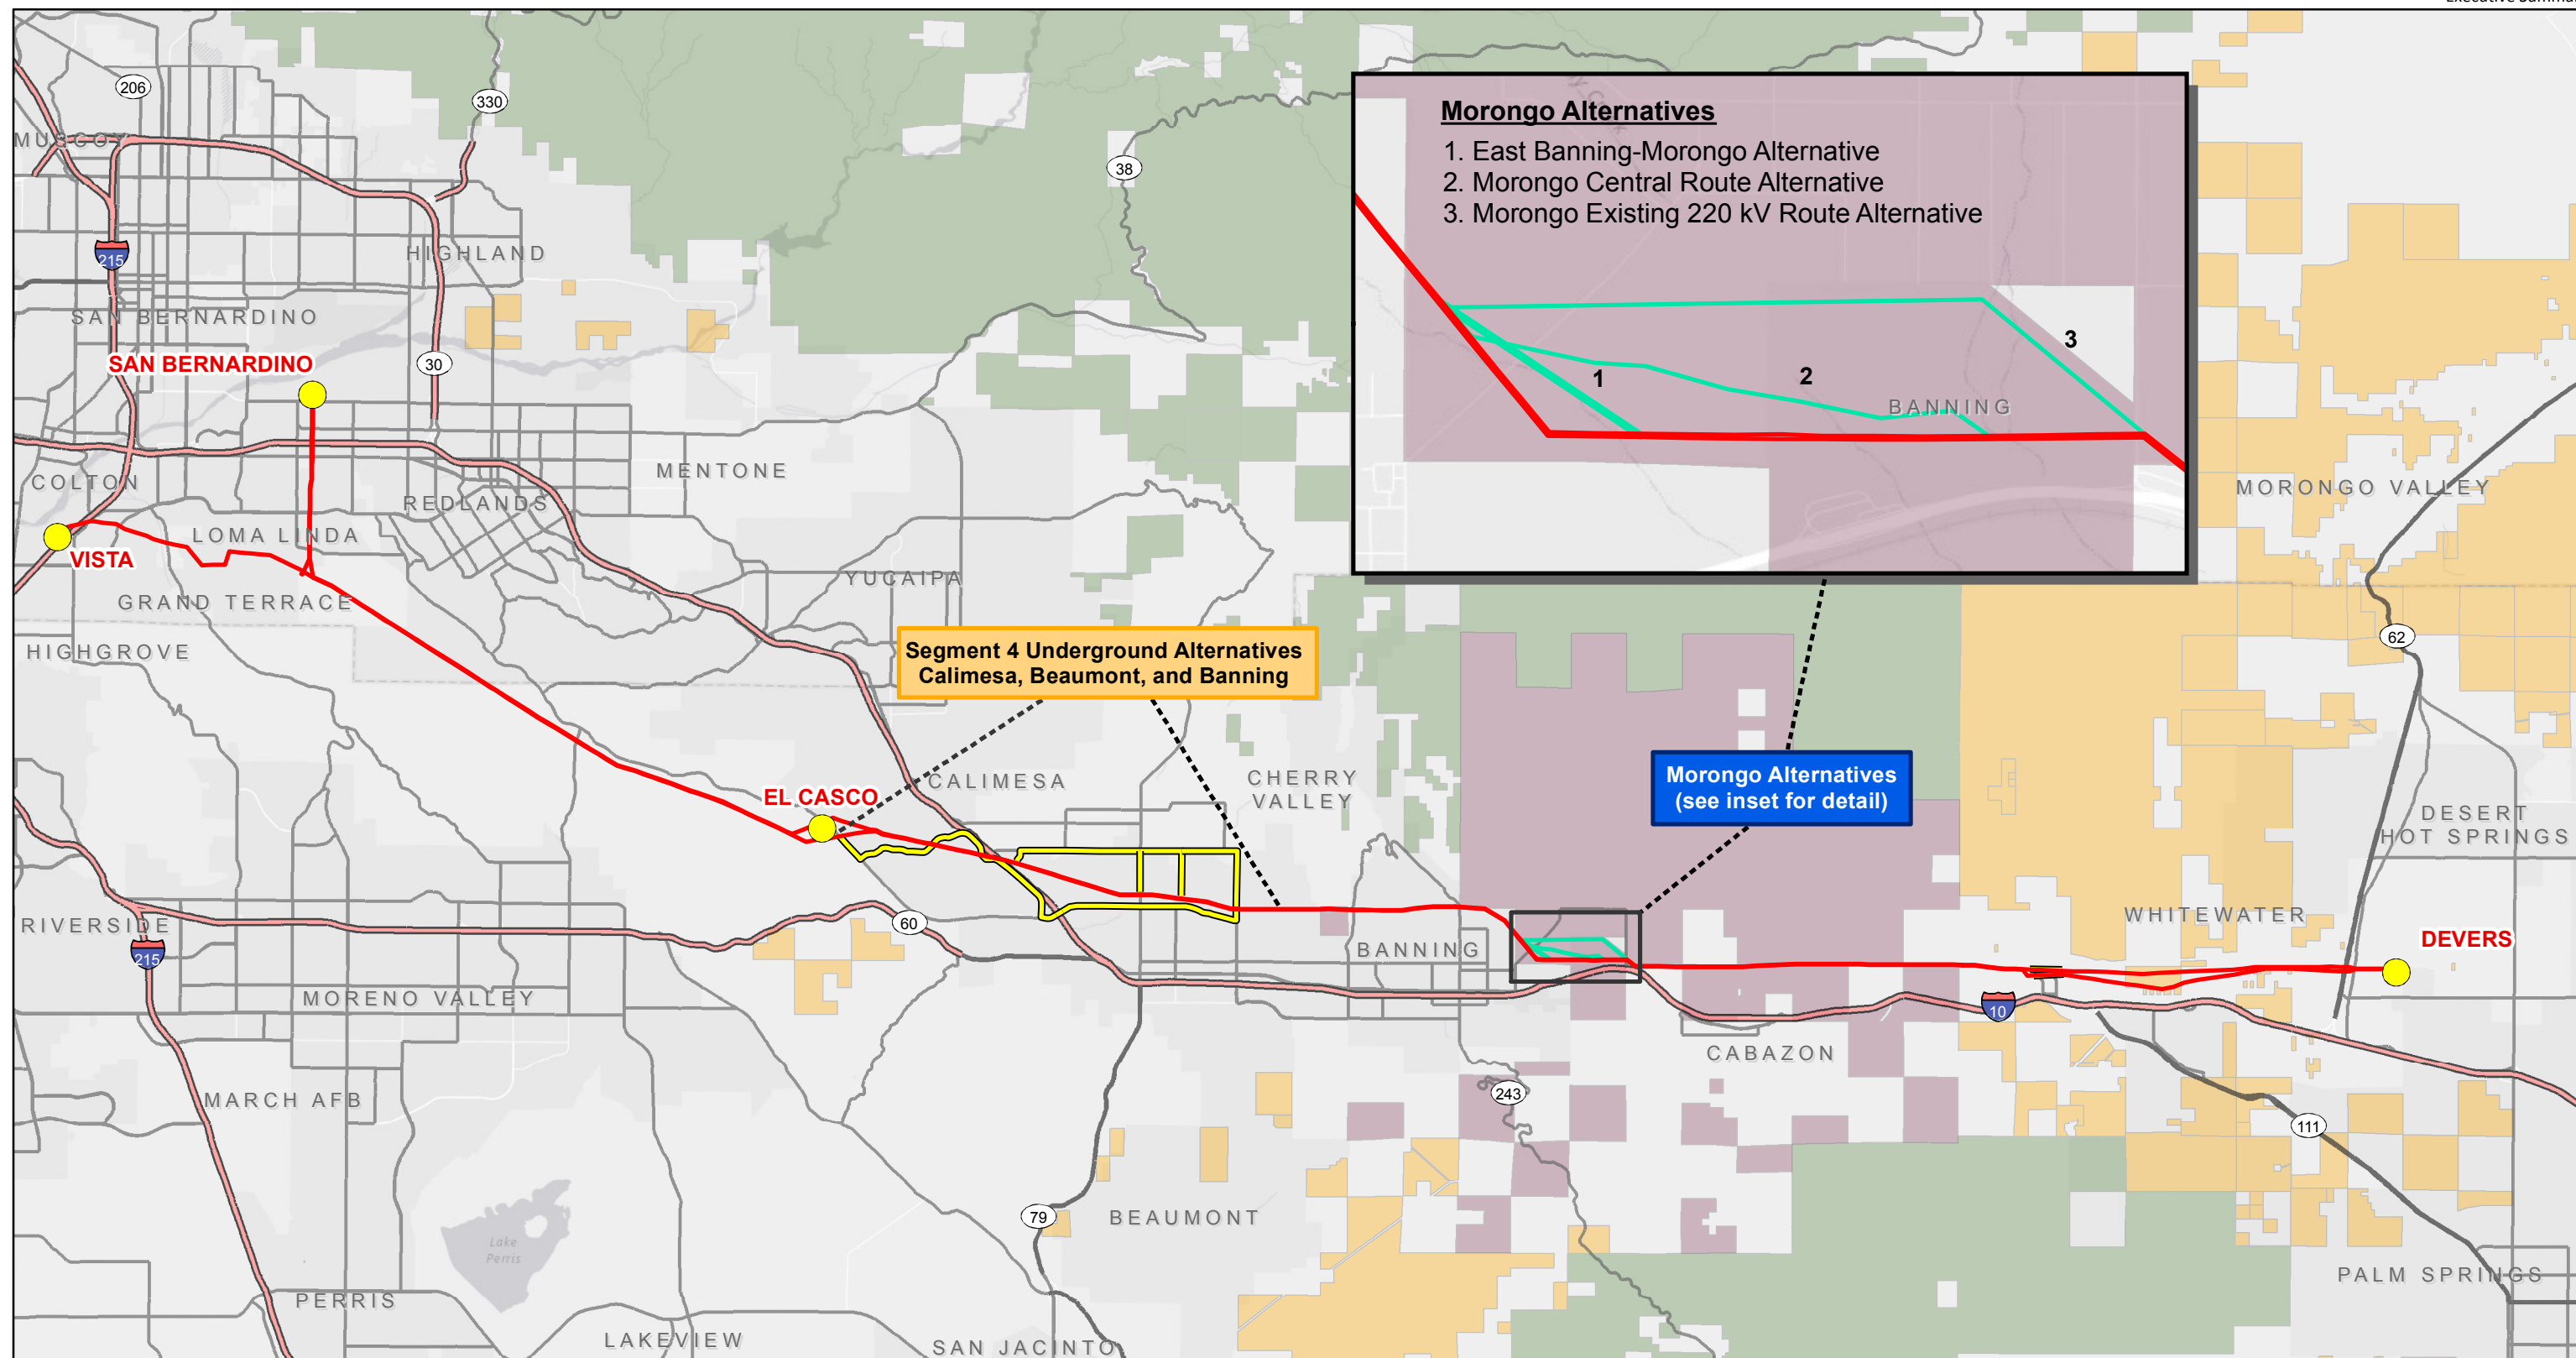 206
330
38
MUSCOY
215
HIGHLAND
SAN BERNARDINO
SAN BERNARDINO
30
COLTON
MENTONE
REDLANDS
LOMA LINDA
VISTA
YUCAIPA
GRAND TERRACE
HIGHGROVE
Morongo Alternatives
1. East Banning-Morongo Alternative
2. Morongo Central Route Alternative
3. Morongo Existing 220 kV Route Alternative
3
1
2
BANNING
MORONGO VALLEY
62
Segment 4 Underground Alternatives
Calimesa, Beaumont, and Banning
EL CASCO
CALIMESA
CHERRY
VALLEY
Morongo Alternatives
(see inset for detail)
DESERT
HOT SPRINGS
RIVERSIDE
215
60
BANNING
WHITEWATER
DEVERS
MORENO VALLEY
10
CABAZON
MARCH AFB
243
111
79
BEAUMONT
Lake
Perris
PERRIS
LAKEVIEW
SAN JACINTO
PALM SPRINGS